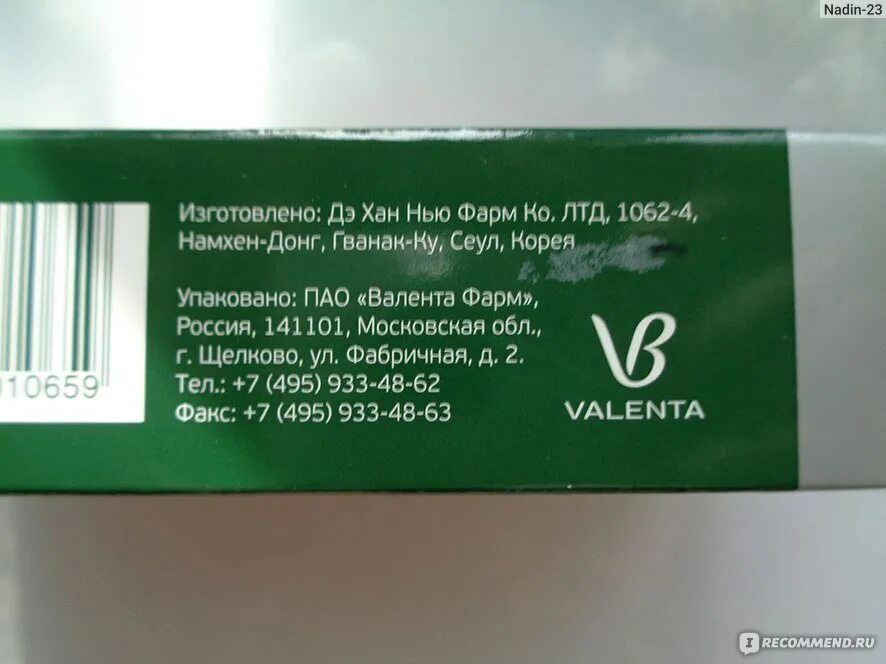 Nadin-23
Изготовлено: Дэ Хан Нью Фарм Ко. ЛТД, 1062-4,
Намхен-Донг, Гванак-Ку, Сеул, Корея
Упаковано: ПАО «Валента Фарм»,
Россия, 141101, Московская обл.,
г. Щелково, ул. Фабричная, д. 2.
Тел.: +7 (495) 933-48-62
Факс: +7 (495) 933-48-63
10659
VALENTA
IRECOMMEND.RU